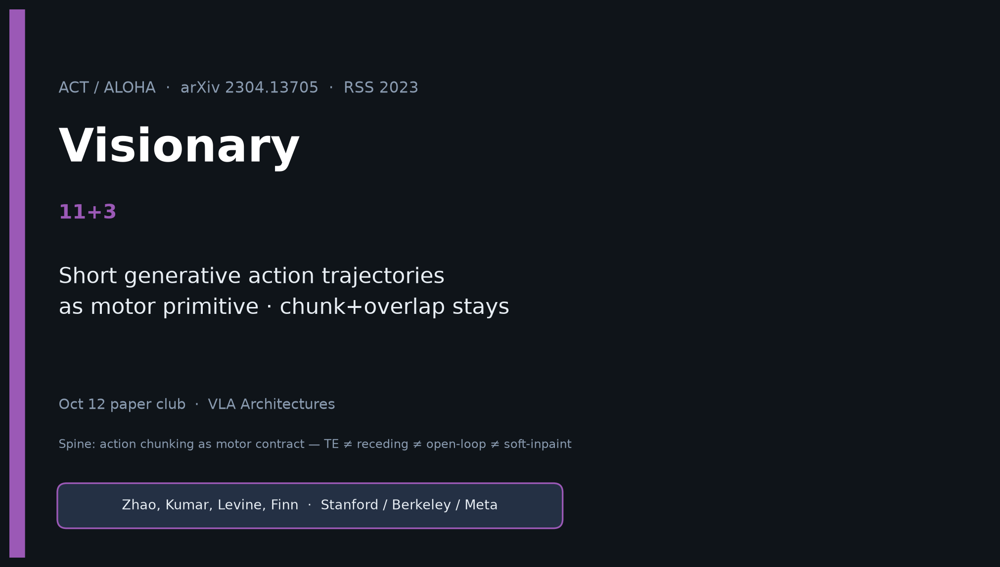 ACT / ALOHA · arXiv 2304.13705 · RSS 2023
Visionary
11+3
Short generative action trajectories
as motor primitive · chunk+overlap stays
Oct 12 paper club · VLA Architectures
Spine: action chunking as motor contract — TE ≠ receding ≠ open-loop ≠ soft-inpaint
Zhao, Kumar, Levine, Finn · Stanford / Berkeley / Meta